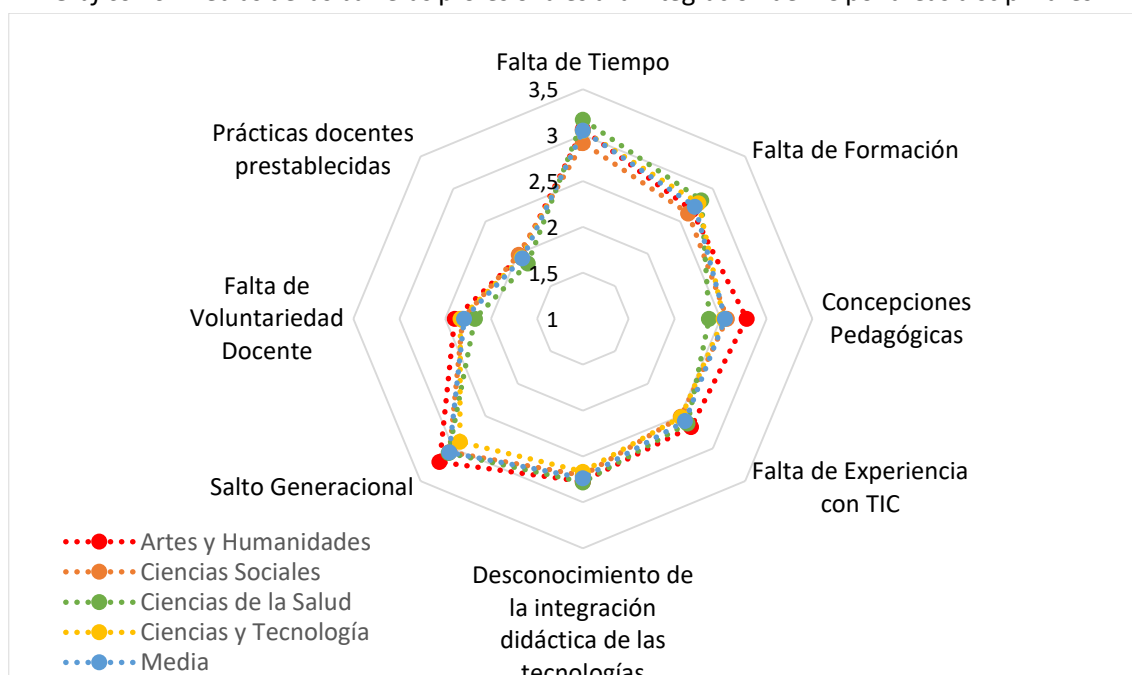 Falta de Tiempo
3,5
3
2,5
2
1,5
1
Prácticas docentes
prestablecidas
Falta de Formación
Falta de
Voluntariedad
Docente
Concepciones
Pedagógicas
Salto Generacional
Falta de Experiencia
con TIC
Desconocimiento de
la integración
didáctica de las
tecnologías
Artes y Humanidades
Ciencias Sociales
Ciencias de la Salud
Ciencias y Tecnología
Media